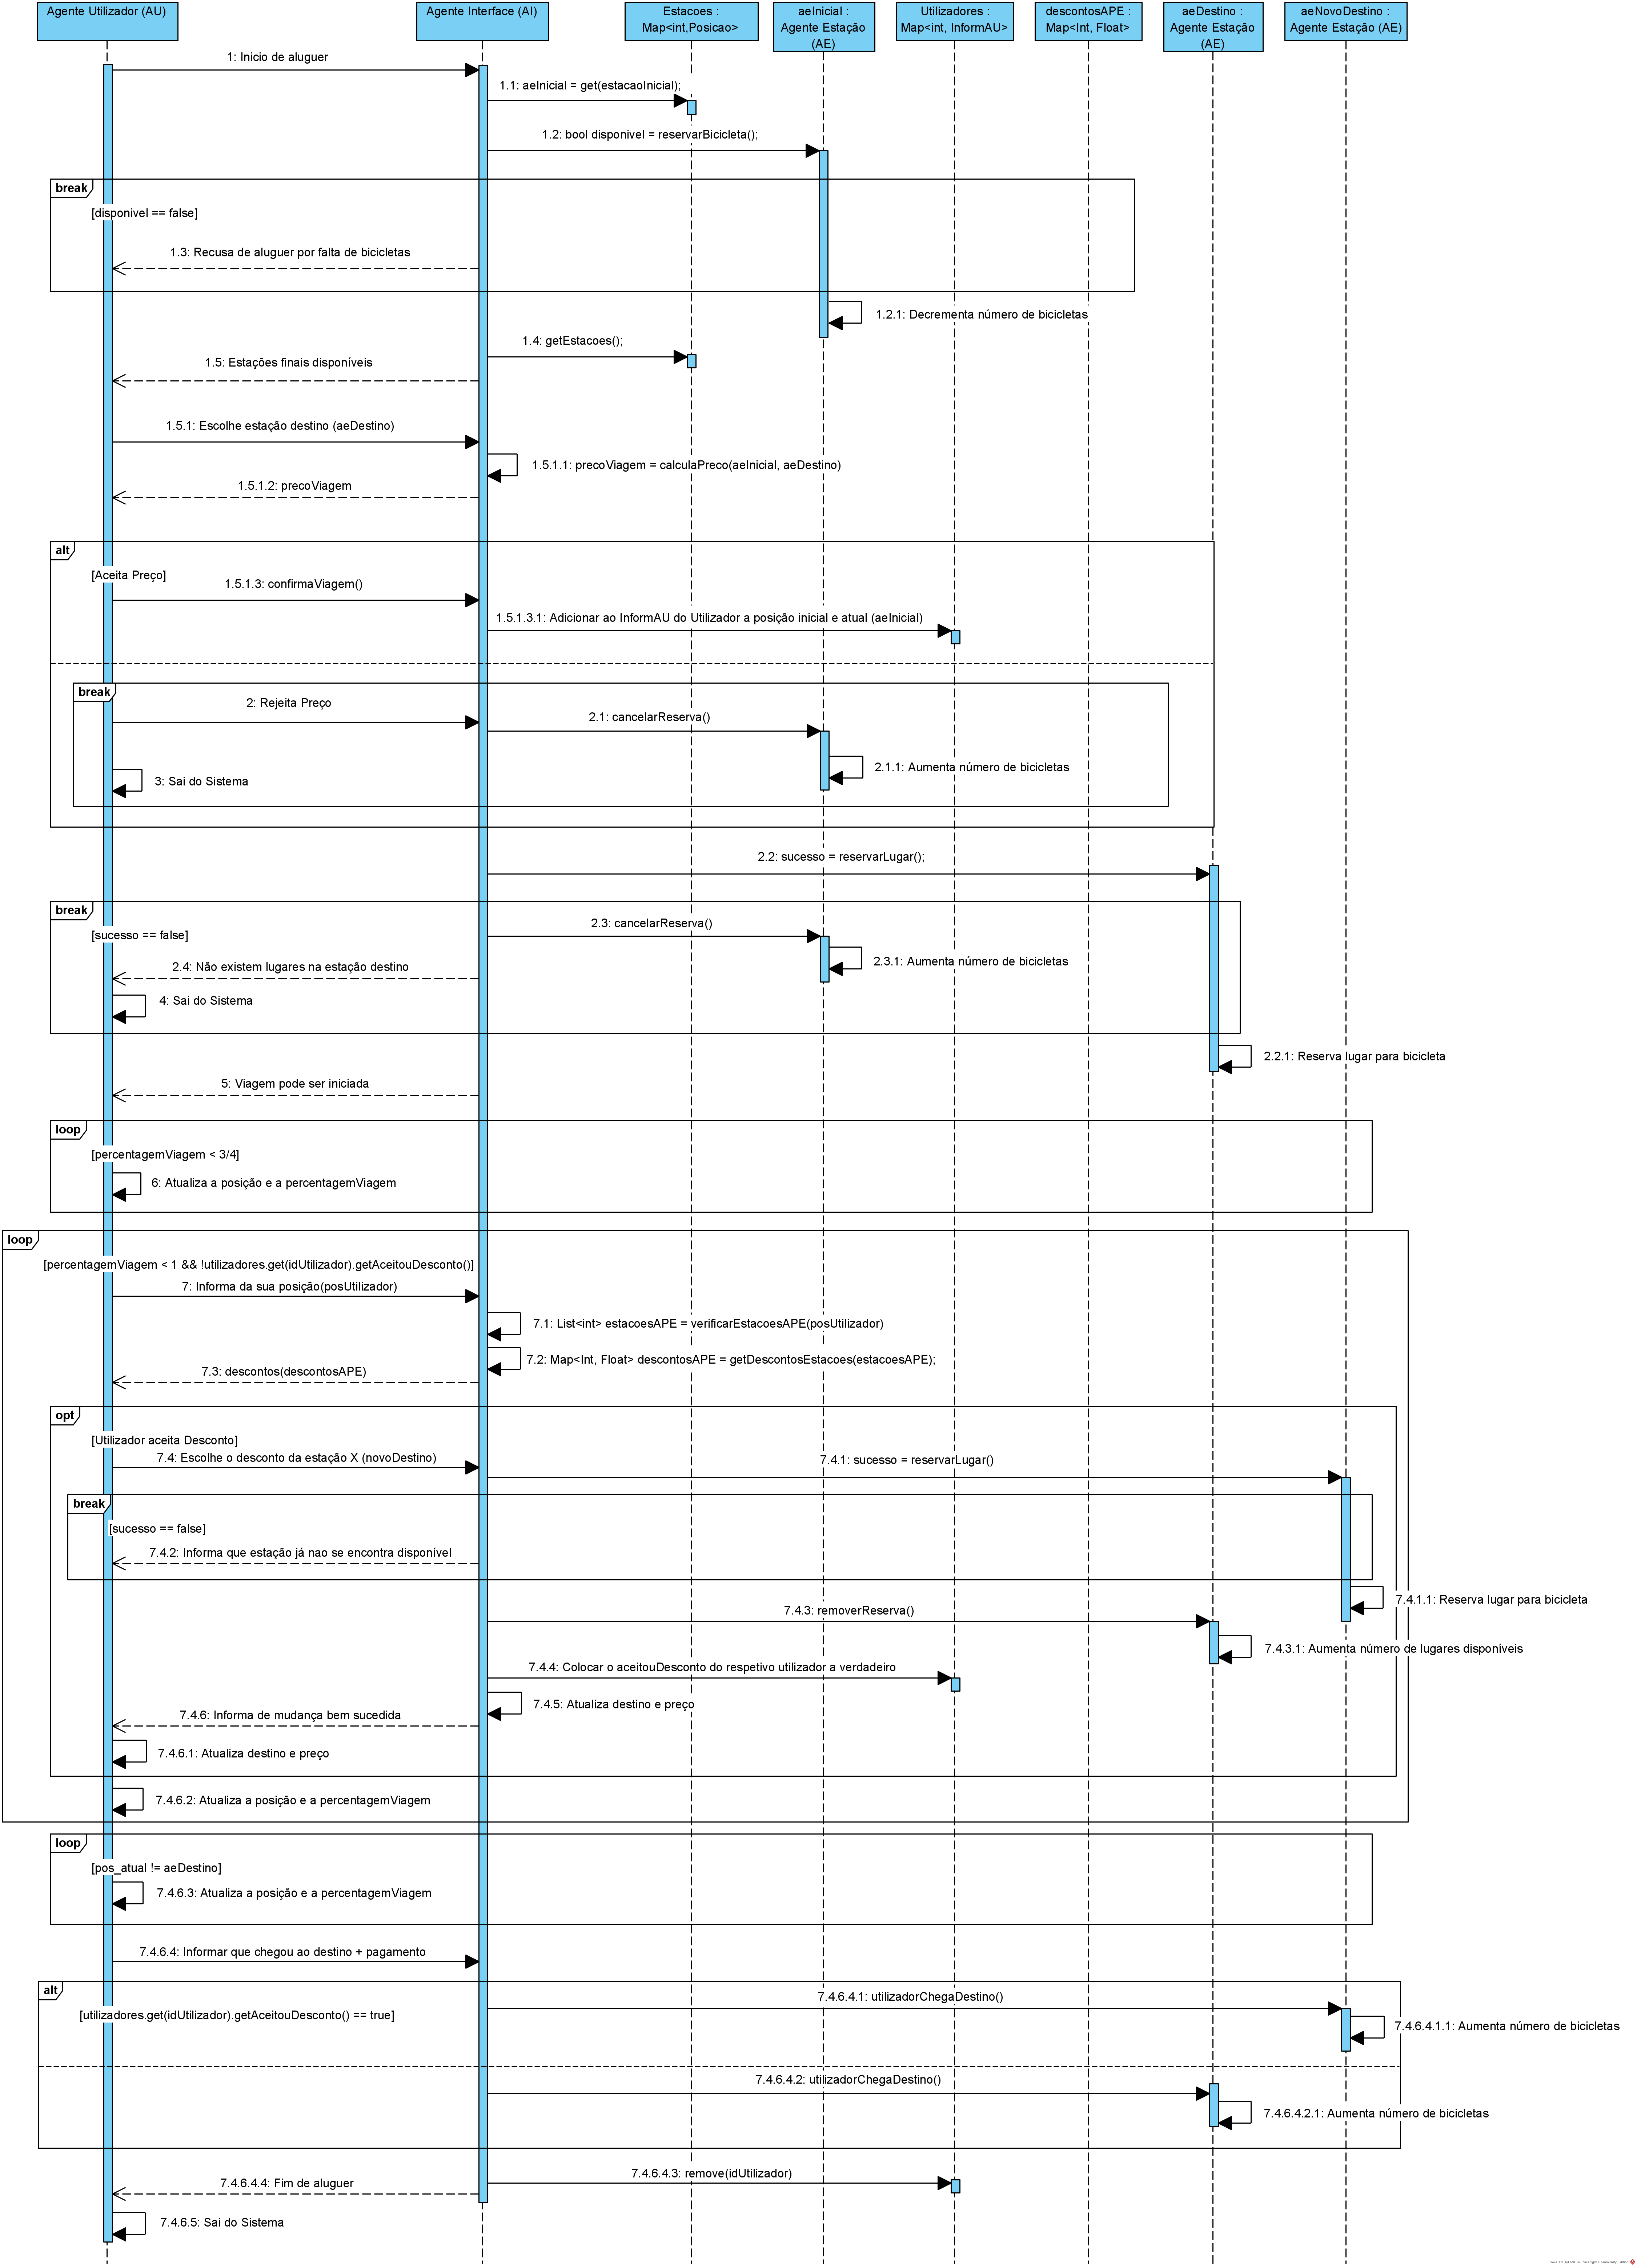 Agente Utilizador (AU)
Agente Interface (AI)
Estacoes :
Map<int,Posicao>
aeInicial :
Agente Estação
(AE)
Utilizadores :
Map<int, InformAU>
descontosAPE :
Map<Int, Float>
aeDestino :
Agente Estação
(AE)
aeNovoDestino :
Agente Estação (AE)
1: Inicio de aluguer
1.1: aeInicial = get(estacaoInicial);
1.2: bool disponivel = reservarBicicleta();
break
[disponivel == false]
1.3: Recusa de aluguer por falta de bicicletas
1.2.1: Decrementa número de bicicletas
1.4: getEstacoes();
1.5: Estações finais disponíveis
1.5.1: Escolhe estação destino (aeDestino)
1.5.1.1: precoViagem = calculaPreco(aeInicial, aeDestino)
1.5.1.2: precoViagem
alt
[Aceita Preço]
1.5.1.3: confirmaViagem()
1.5.1.3.1: Adicionar ao InformAU do Utilizador a posição inicial e atual (aeInicial)
break
2: Rejeita Preço
2.1: cancelarReserva()
2.1.1: Aumenta número de bicicletas
3: Sai do Sistema
2.2: sucesso = reservarLugar();
break
[sucesso == false]
2.3: cancelarReserva()
2.3.1: Aumenta número de bicicletas
2.4: Não existem lugares na estação destino
4: Sai do Sistema
2.2.1: Reserva lugar para bicicleta
5: Viagem pode ser iniciada
loop
[percentagemViagem < 3/4]
6: Atualiza a posição e a percentagemViagem
loop
[percentagemViagem < 1 && !utilizadores.get(idUtilizador).getAceitouDesconto()]
7: Informa da sua posição(posUtilizador)
7.1: List<int> estacoesAPE = verificarEstacoesAPE(posUtilizador)
7.2: Map<Int, Float> descontosAPE = getDescontosEstacoes(estacoesAPE);
7.3: descontos(descontosAPE)
opt
[Utilizador aceita Desconto]
7.4: Escolhe o desconto da estação X (novoDestino)
7.4.1: sucesso = reservarLugar()
break
[sucesso == false]
7.4.2: Informa que estação já nao se encontra disponível
7.4.1.1: Reserva lugar para bicicleta
7.4.3: removerReserva()
7.4.3.1: Aumenta número de lugares disponíveis
7.4.4: Colocar o aceitouDesconto do respetivo utilizador a verdadeiro
7.4.5: Atualiza destino e preço
7.4.6: Informa de mudança bem sucedida
7.4.6.1: Atualiza destino e preço
7.4.6.2: Atualiza a posição e a percentagemViagem
loop
[pos_atual != aeDestino]
7.4.6.3: Atualiza a posição e a percentagemViagem
7.4.6.4: Informar que chegou ao destino + pagamento
alt
[utilizadores.get(idUtilizador).getAceitouDesconto() == true]
7.4.6.4.1: utilizadorChegaDestino()
7.4.6.4.1.1: Aumenta número de bicicletas
7.4.6.4.2: utilizadorChegaDestino()
7.4.6.4.2.1: Aumenta número de bicicletas
7.4.6.4.3: remove(idUtilizador)
7.4.6.4.4: Fim de aluguer
7.4.6.5: Sai do Sistema